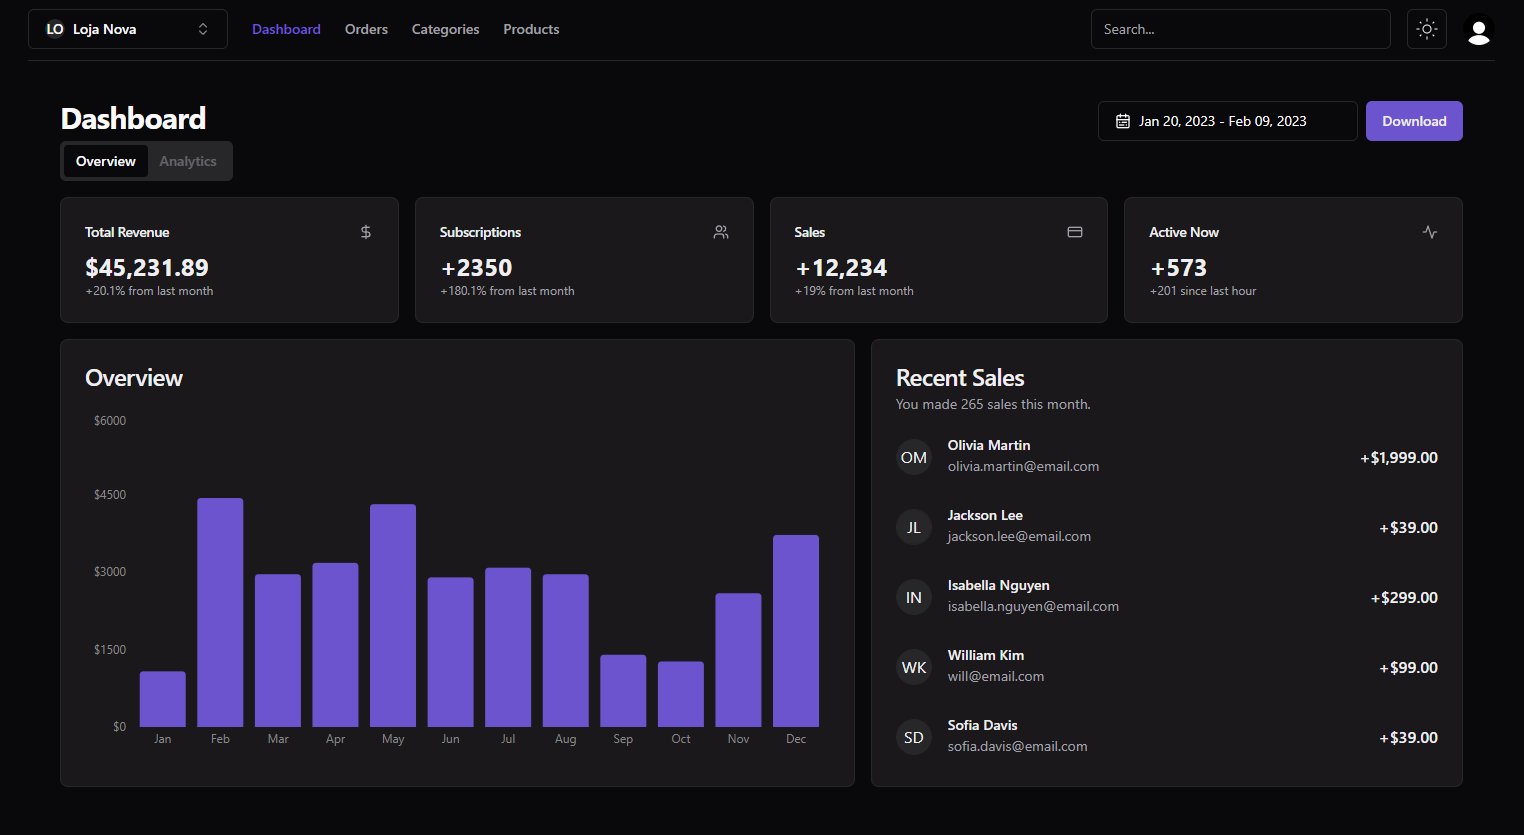 LO Loja Nova Dashboard Orders Categories Products Search...
Dashboard
Jan 20, 2023 - Feb 09, 2023 Download
Overview Analytics
Total Revenue $
$45,231.89
+20.1% from last month
Subscriptions
+2350
+180.1% from last month
Sales
+12,234
+19% from last month
Active Now
+573
+201 since last hour
Overview
$6000
$4500
$3000
$1500
$0
Jan Feb Mar Apr May Jun Jul Aug Sep Oct Nov Dec
Recent Sales
You made 265 sales this month.
OM Olivia Martin +$1,999.00
olivia.martin@email.com
JL Jackson Lee +$39.00
jackson.lee@email.com
IN Isabella Nguyen +$299.00
isabella.nguyen@email.com
WK William Kim +$99.00
will@email.com
SD Sofia Davis +$39.00
sofia.davis@email.com